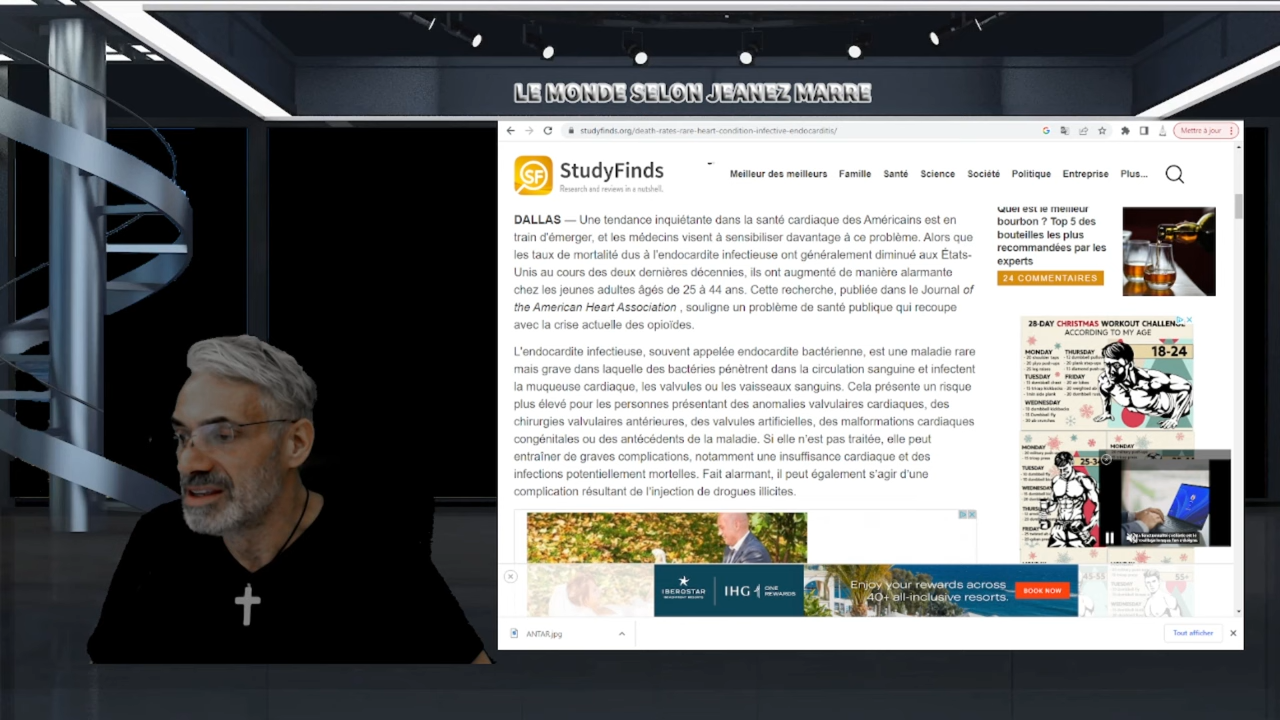 LE MONDE SELON JEANEZ MARRE
studyfinds.org/death-rates-rare-heart-condition-infective-endocarditis/
Mettre à jour
SF
StudyFinds
Research and reviews in a nutshell.
Meilleur des meilleurs Famille Santé Science Société Politique Entreprise Plus...
DALLAS — Une tendance inquiétante dans la santé cardiaque des Américains est en
train d'émerger, et les médecins visent à sensibiliser davantage à ce problème. Alors que
les taux de mortalité dus à l'endocardite infectieuse ont généralement diminué aux États-
Unis au cours des deux dernières décennies, ils ont augmenté de manière alarmante
chez les jeunes adultes âgés de 25 à 44 ans. Cette recherche, publiée dans le Journal of
the American Heart Association , souligne un problème de santé publique qui recoupe
avec la crise actuelle des opioïdes.
L'endocardite infectieuse, souvent appelée endocardite bactérienne, est une maladie rare
mais grave dans laquelle des bactéries pénètrent dans la circulation sanguine et infectent
la muqueuse cardiaque, les valvules ou les vaisseaux sanguins. Cela présente un risque
plus élevé pour les personnes présentant des anomalies valvulaires cardiaques, des
chirurgies valvulaires antérieures, des valves artificielles, des malformations cardiaques
congénitales ou des antécédents de la maladie. Si elle n'est pas traitée, elle peut
entraîner de graves complications, notamment une insuffisance cardiaque et des
infections potentiellement mortelles. Fait alarmant, il peut également s'agir d'une
complication résultant de l'injection de drogues illicites.
Quel est le meilleur
bourbon ? Top 5 des
bouteilles les plus
recommandées par les
experts
24 COMMENTAIRES
28-DAY CHRISTMAS WORKOUT CHALLENGE
ACCORDING TO MY AGE
MONDAY
THURSDAY
18-24
TUESDAY
FRIDAY
WEDNESDAY
MONDAY
MONDAY
IBEROSTAR
IHG ONE
REWARDS
Enjoy your rewards across
40+ all-inclusive resorts.
BOOK NOW
55+
ANTAR.jpg
Tout afficher